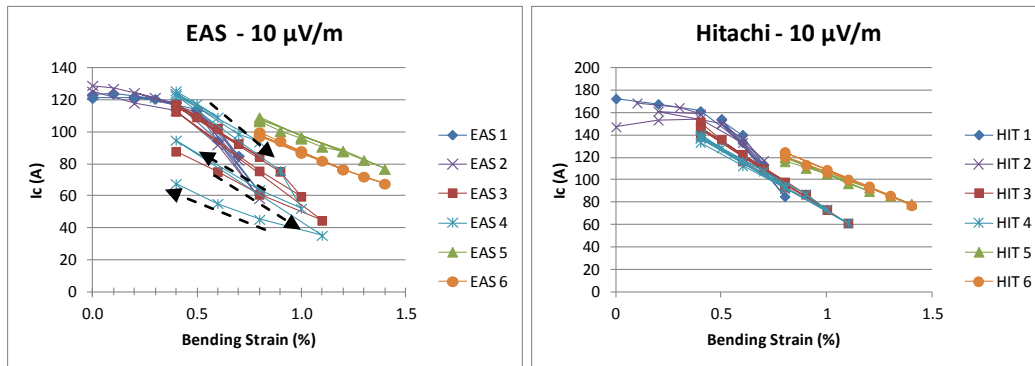 EAS - 10 µV/m
140
120
100
80
60
40
20
0
Ic (A)
0.0
0.5
1.0
1.5
Bending Strain (%)
EAS 1
EAS 2
EAS 3
EAS 4
EAS 5
EAS 6
Hitachi - 10 µV/m
200
180
160
140
120
100
80
60
40
20
0
Ic (A)
0
0.5
1
1.5
Bending Strain (%)
HIT 1
HIT 2
HIT 3
HIT 4
HIT 5
HIT 6